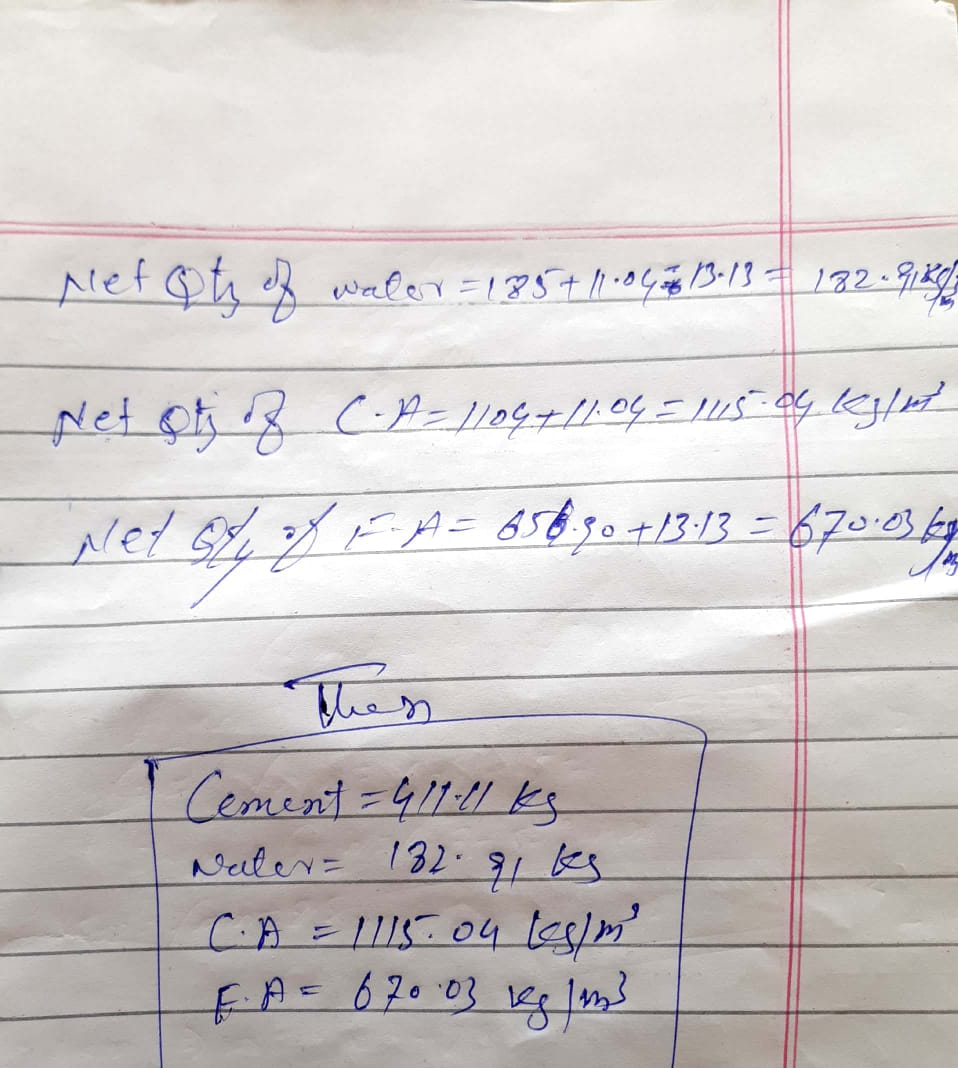 Net Qty of water = 185 + 11.04 - 13.13 = 182.91 kg/m³
Net Qty of C.A = 1104 + 11.04 = 1115.04 kg/m³
Net Qty of F.A = 656.90 + 13.13 = 670.03 kg/m³
Then
Cement = 411.11 kg
Water = 182.91 kg
C.A = 1115.04 kg/m³
F.A = 670.03 kg/m³